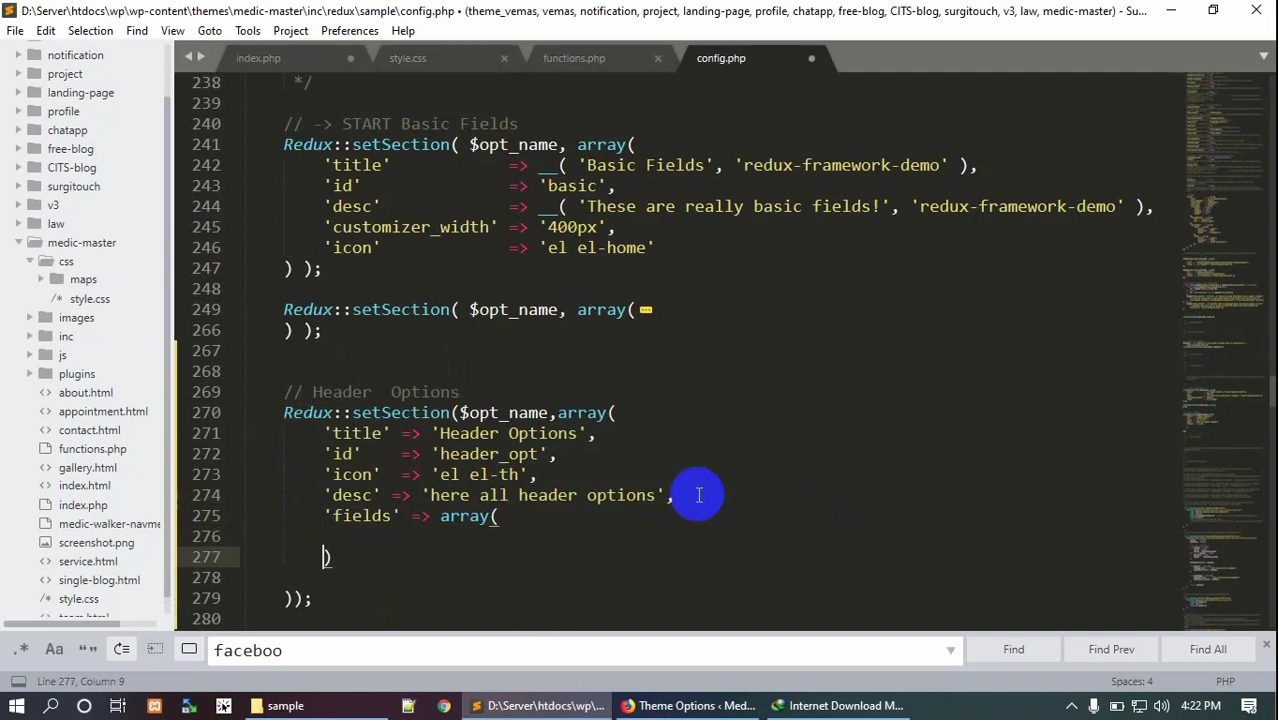 D:\Server\htdocs\wp\wp-content\themes\medic-master\inc\redux\sample\config.php • (theme_vemas, vemas, notification, project, landing-page, profile, chatapp, free-blog, CITS-blog, surgitouch, v3, law, medic-master) - Su...
File Edit Selection Find View Goto Tools Project Preferences Help
notification
project
landing-page
profile
chatapp
free-blog
CITS-blog
surgitouch
v3
law
medic-master
css
maps
style.css
images
inc
js
plugins
about.html
appointment.html
contact.html
functions.php
gallery.html
index.html
index.php
medic-walker-navme
screenshot.png
service.html
single-blog.html
style.css
index.php
style.css
functions.php
config.php
238 */
239
240 // -> START Basic Fields
241 Redux::setSection( $opt_name, array(
242 'title' => __( 'Basic Fields', 'redux-framework-demo' ),
243 'id' => 'basic',
244 'desc' => __( 'These are really basic fields!', 'redux-framework-demo' ),
245 'customizer_width' => '400px',
246 'icon' => 'el el-home'
247 ) );
248
249 Redux::setSection( $opt_name, array(
266 ) );
267
268
269 // Header  Options
270 Redux::setSection($opt_name,array(
271 'title' => 'Header Options',
272 'id' => 'header_opt',
273 'icon' => 'el el-th',
274 'desc' => 'here all header options',
275 'fields' => array(
276
277 )
278
279 ));
280
.* Aa “” faceboo Find Find Prev Find All
Line 277, Column 9 Spaces: 4 PHP
sample D:\Server\htdocs\wp\... Theme Options ‹ Med... Internet Download M... 4:22 PM